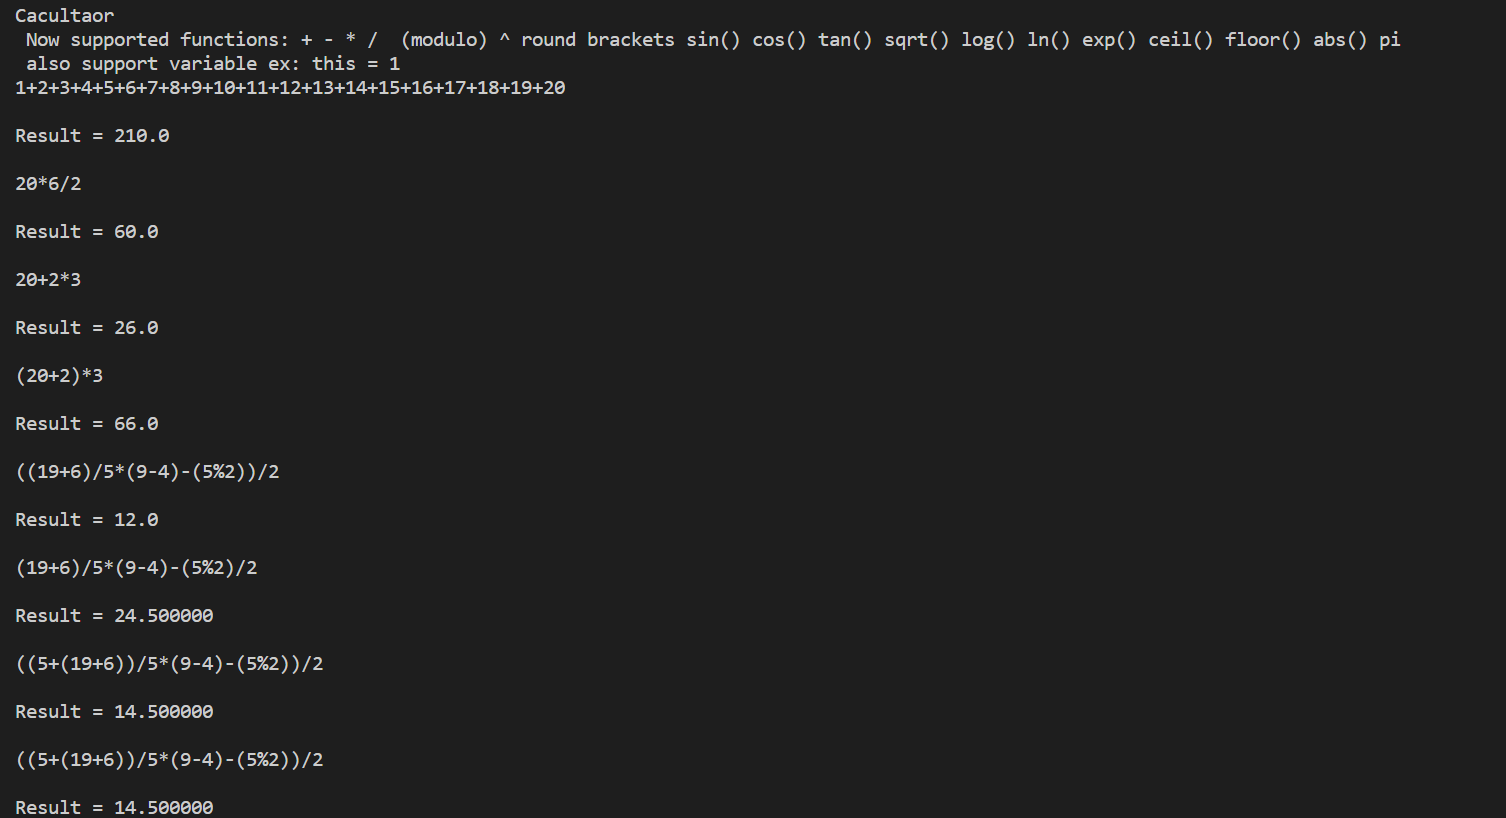 Cacultaor
Now supported functions: + - * /  (modulo) ^ round brackets sin() cos() tan() sqrt() log() ln() exp() ceil() floor() abs() pi
also support variable ex: this = 1
1+2+3+4+5+6+7+8+9+10+11+12+13+14+15+16+17+18+19+20
Result = 210.0
20*6/2
Result = 60.0
20+2*3
Result = 26.0
(20+2)*3
Result = 66.0
((19+6)/5*(9-4)-(5%2))/2
Result = 12.0
(19+6)/5*(9-4)-(5%2)/2
Result = 24.500000
((5+(19+6))/5*(9-4)-(5%2))/2
Result = 14.500000
((5+(19+6))/5*(9-4)-(5%2))/2
Result = 14.500000